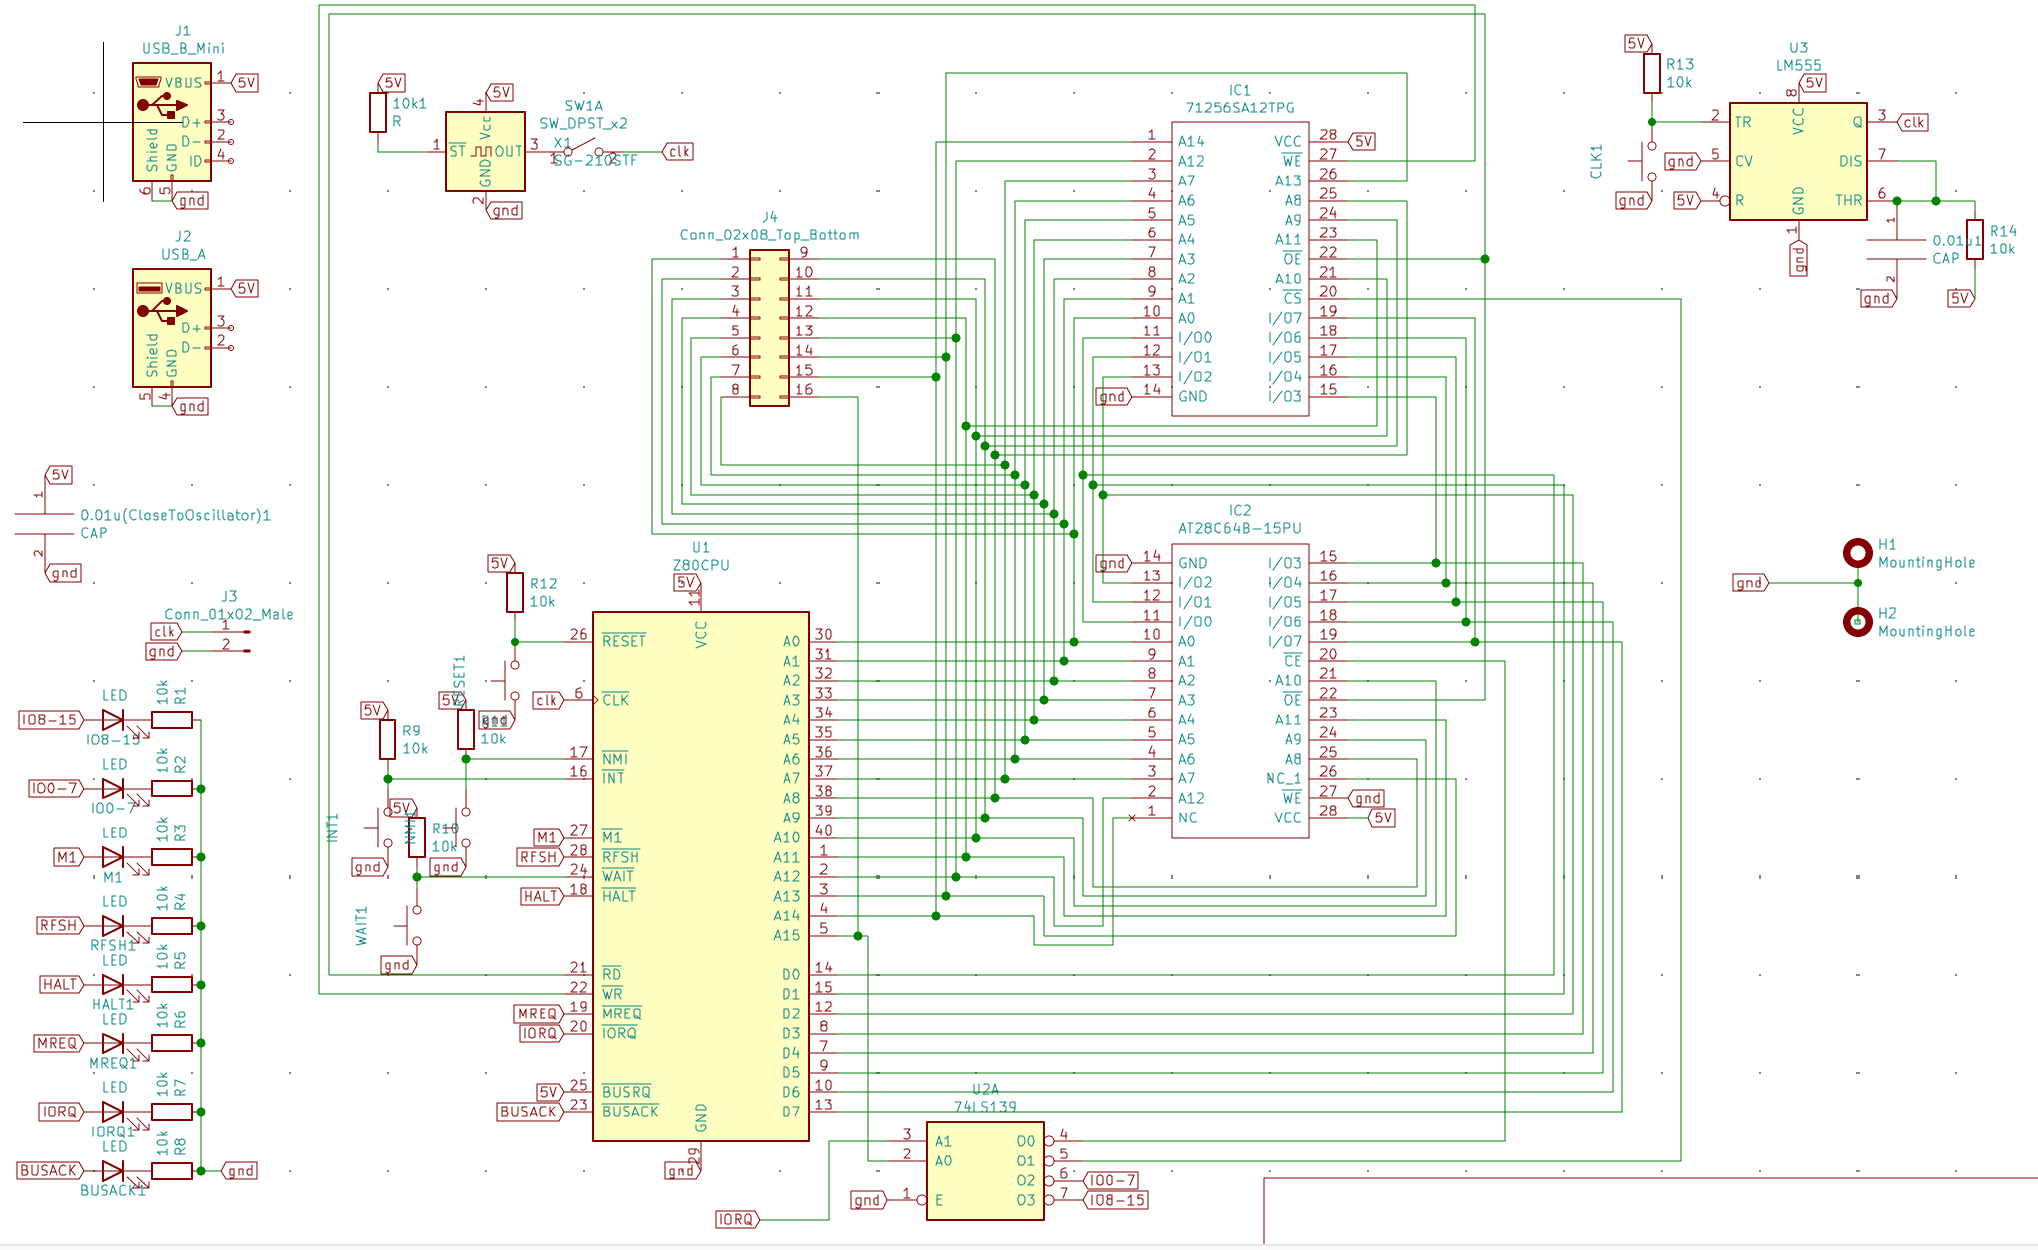 J1
USB_B_Mini
VBUS 1 5V
D+ 3
D- 2
ID 4
Shield GND
6 5 gnd
J2
USB_A
VBUS 1 5V
D+ 3
D- 2
Shield GND
5 4 gnd
5V
10k1
R
5V
4
Vcc
1 ST OUT 3
GND
2
gnd
SW1A
SW_DPST_x2
X1
1 2
SG-210STF
clk
J4
Conn_02x08_Top_Bottom
1 9
2 10
3 11
4 12
5 13
6 14
7 15
8 16
IC1
71256SA12TPG
1 A14 VCC 28 5V
2 A12 WE 27
3 A7 A13 26
4 A6 A8 25
5 A5 A9 24
6 A4 A11 23
7 A3 OE 22
8 A2 A10 21
9 A1 CS 20
10 A0 I/O7 19
11 I/O0 I/O6 18
12 I/O1 I/O5 17
13 I/O2 I/O4 16
gnd 14 GND I/O3 15
5V
R13
10k
CLK1
gnd
U3
LM555
5V
8
VCC
2 TR Q 3 clk
gnd 5 CV DIS 7
5V 4 R THR 6
GND
1
gnd
1
0.01u1
CAP
2
gnd
R14
10k
5V
5V
1
0.01u(CloseToOscillator)1
CAP
2
gnd
J3
Conn_01x02_Male
clk 1
gnd 2
IC2
AT28C64B-15PU
gnd 14 GND I/O3 15
13 I/O2 I/O4 16
12 I/O1 I/O5 17
11 I/O0 I/O6 18
10 A0 I/O7 19
9 A1 CE 20
8 A2 A10 21
7 A3 OE 22
6 A4 A11 23
5 A5 A9 24
4 A6 A8 25
3 A7 NC_1 26
2 A12 WE 27 gnd
1 NC VCC 28 5V
H1
MountingHole
gnd
H2
MountingHole
5V
R12
10k
RESET1
gnd
5V
10k
5V
R9
10k
INT1
gnd
5V
R10
10k
gnd
WAIT1
gnd
U1
Z80CPU
5V
11
VCC
26 RESET A0 30
A1 31
A2 32
clk 6 CLK A3 33
A4 34
A5 35
17 NMI A6 36
16 INT A7 37
A8 38
A9 39
M1 27 M1 A10 40
RFSH 28 RFSH A11 1
24 WAIT A12 2
HALT 18 HALT A13 3
A14 4
A15 5
21 RD D0 14
22 WR D1 15
MREQ 19 MREQ D2 12
IORQ 20 IORQ D3 8
D4 7
D5 9
5V 25 BUSRQ D6 10
BUSACK 23 BUSACK D7 13
GND
29
gnd
LED 10k R1
IO8-15
IO8-15
LED 10k R2
IO0-7
IO0-7
LED 10k R3
M1
M1
LED 10k R4
RFSH
RFSH1
LED 10k R5
HALT
HALT1
LED 10k R6
MREQ
MREQ1
LED 10k R7
IORQ
IORQ1
LED 10k R8
BUSACK gnd
BUSACK1
U2A
74LS139
3 A1 O0 4
2 A0 O1 5
O2 6 IO0-7
gnd 1 E O3 7 IO8-15
IORQ